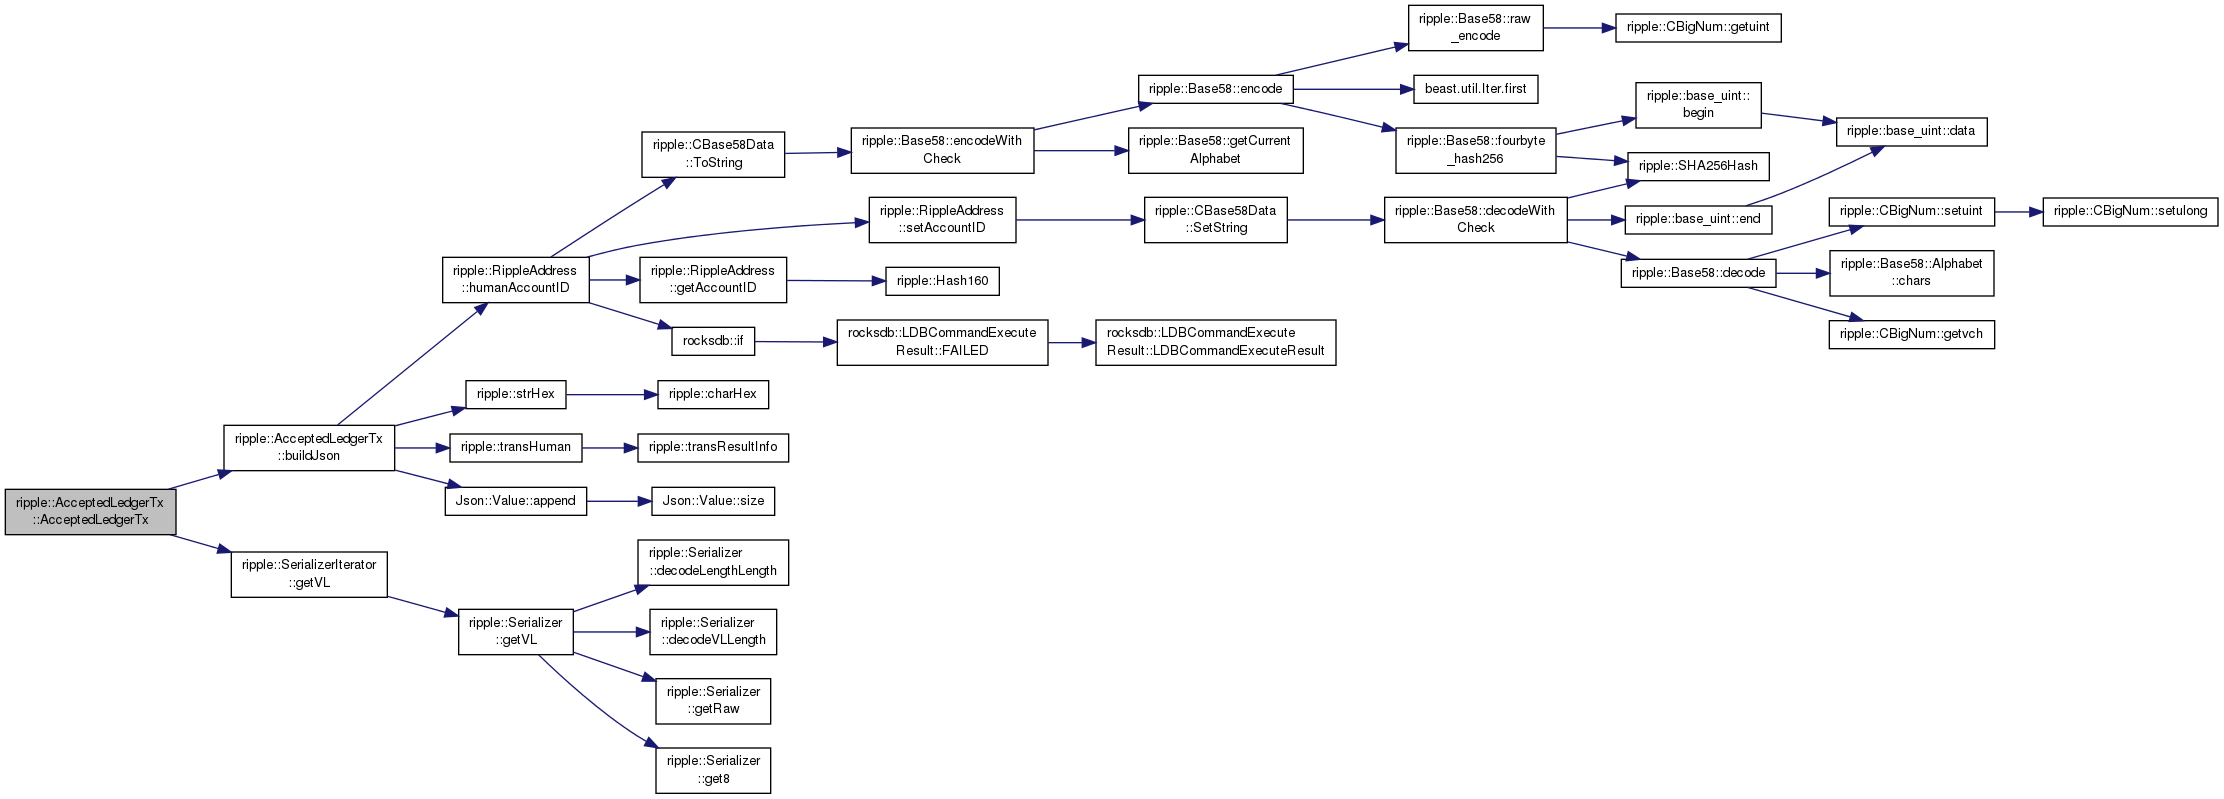 ripple::Base58::raw
_encode
ripple::CBigNum::getuint
ripple::Base58::encode
beast.util.Iter.first
ripple::base_uint::
begin
ripple::base_uint::data
ripple::CBase58Data
::ToString
ripple::Base58::encodeWith
Check
ripple::Base58::getCurrent
Alphabet
ripple::Base58::fourbyte
_hash256
ripple::SHA256Hash
ripple::RippleAddress
::setAccountID
ripple::CBase58Data
::SetString
ripple::Base58::decodeWith
Check
ripple::base_uint::end
ripple::CBigNum::setuint
ripple::CBigNum::setulong
ripple::RippleAddress
::humanAccountID
ripple::RippleAddress
::getAccountID
ripple::Hash160
ripple::Base58::decode
ripple::Base58::Alphabet
::chars
rocksdb::if
rocksdb::LDBCommandExecute
Result::FAILED
rocksdb::LDBCommandExecute
Result::LDBCommandExecuteResult
ripple::CBigNum::getvch
ripple::strHex
ripple::charHex
ripple::AcceptedLedgerTx
::buildJson
ripple::transHuman
ripple::transResultInfo
ripple::AcceptedLedgerTx
::AcceptedLedgerTx
Json::Value::append
Json::Value::size
ripple::SerializerIterator
::getVL
ripple::Serializer
::decodeLengthLength
ripple::Serializer
::getVL
ripple::Serializer
::decodeVLLength
ripple::Serializer
::getRaw
ripple::Serializer
::get8